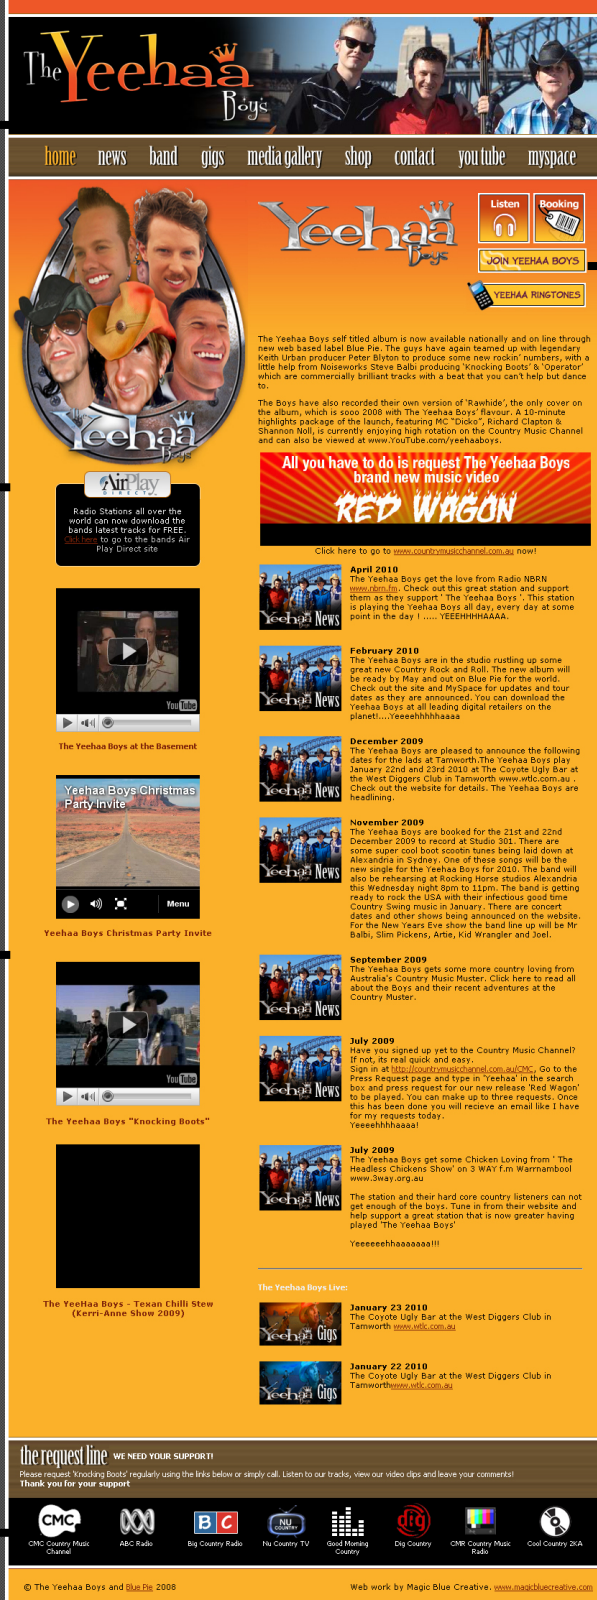 The Yeehaa Boys
home news band gigs media gallery shop contact you tube myspace
Yeehaa Boys
Listen
Booking
JOIN YEEHAA BOYS
YEEHAA RINGTONES
Yeehaa Boys
AirPlay
DIRECT
Radio Stations all over the
world can now download the
bands latest tracks for FREE.
Click here to go to the bands Air
Play Direct site
YouTube
The Yeehaa Boys at the Basement
Yeehaa Boys Christmas
Party Invite
Menu
Yeehaa Boys Christmas Party Invite
YouTube
The Yeehaa Boys "Knocking Boots"
The YeeHaa Boys - Texan Chilli Stew
(Kerri-Anne Show 2009)
The Yeehaa Boys self titled album is now available nationally and on line through
new web based label Blue Pie. The guys have again teamed up with legendary
Keith Urban producer Peter Blyton to produce some new rockin' numbers, with a
little help from Noiseworks Steve Balbi producing 'Knocking Boots' & 'Operator'
which are commercially brilliant tracks with a beat that you can't help but dance
to.
The Boys have also recorded their own version of 'Rawhide', the only cover on
the album, which is sooo 2008 with The Yeehaa Boys' flavour. A 10-minute
highlights package of the launch, featuring MC "Dicko", Richard Clapton &
Shannon Noll, is currently enjoying high rotation on the Country Music Channel
and can also be viewed at www.YouTube.com/yeehaaboys.
All you have to do is request The Yeehaa Boys
brand new music video
RED WAGON
Click here to go to www.countrymusicchannel.com.au now!
Yeehaa News
April 2010
The Yeehaa Boys get the love from Radio NBRN
www.nbrn.fm. Check out this great station and support
them as they support ' The Yeehaa Boys '. This station
is playing the Yeehaa Boys all day, every day at some
point in the day ! ..... YEEEHHHHAAAA.
Yeehaa News
February 2010
The Yeehaa Boys are in the studio rustling up some
great new Country Rock and Roll. The new album will
be ready by May and out on Blue Pie for the world.
Check out the site and MySpace for updates and tour
dates as they are announced. You can download the
Yeehaa Boys at all leading digital retailers on the
planet!....Yeeeehhhhhaaaa
Yeehaa News
December 2009
The Yeehaa Boys are pleased to announce the following
dates for the lads at Tamworth.The Yeehaa Boys play
January 22nd and 23rd 2010 at The Coyote Ugly Bar at
the West Diggers Club in Tamworth www.wtlc.com.au .
Check out the website for details. The Yeehaa Boys are
headlining.
Yeehaa News
November 2009
The Yeehaa Boys are booked for the 21st and 22nd
December 2009 to record at Studio 301. There are
some super cool boot scootin tunes being laid down at
Alexandria in Sydney. One of these songs will be the
new single for the Yeehaa Boys for 2010. The band will
also be rehearsing at Rocking Horse studios Alexandria
this Wednesday night 8pm to 11pm. The band is getting
ready to rock the USA with their infectious good time
Country Swing music in January. There are concert
dates and other shows being announced on the website.
For the New Years Eve show the band line up will be Mr
Balbi, Slim Pickens, Artie, Kid Wrangler and Joel.
Yeehaa News
September 2009
The Yeehaa Boys gets some more country loving from
Australia's Country Music Muster. Click here to read all
about the Boys and their recent adventures at the
Country Muster.
Yeehaa News
July 2009
Have you signed up yet to the Country Music Channel?
If not, its real quick and easy.
Sign in at http://countrymusicchannel.com.au/CMC, Go to the
Press Request page and type in 'Yeehaa' in the search
box and press request for our new release 'Red Wagon'
to be played. You can make up to three requests. Once
this has been done you will recieve an email like I have
for my requests today.
Yeeeehhhhaaaa!
Yeehaa News
July 2009
The Yeehaa Boys get some Chicken Loving from ' The
Headless Chickens Show' on 3 WAY f.m Warrnambool
www.3way.org.au
The station and their hard core country listeners can not
get enough of the boys. Tune in from their website and
help support a great station that is now greater having
played 'The Yeehaa Boys'
Yeeeeeehhaaaaaaa!!!
The Yeehaa Boys Live:
Yeehaa Gigs
January 23 2010
The Coyote Ugly Bar at the West Diggers Club in
Tamworth www.wtlc.com.au
Yeehaa Gigs
January 22 2010
The Coyote Ugly Bar at the West Diggers Club in
Tamworthwww.wtlc.com.au
the request line WE NEED YOUR SUPPORT!
Please request 'Knocking Boots' regularly using the links below or simply call. Listen to our tracks, view our video clips and leave your comments!
Thank you for your support
CMC
B C
NU
COUNTRY
dig
CMC Country Music
Channel
ABC Radio
Big Country Radio
Nu Country TV
Good Morning
Country
Dig Country
CMR Country Music
Radio
Cool Country 2KA
© The Yeehaa Boys and Blue Pie 2008
Web work by Magic Blue Creative. www.magicbluecreative.com